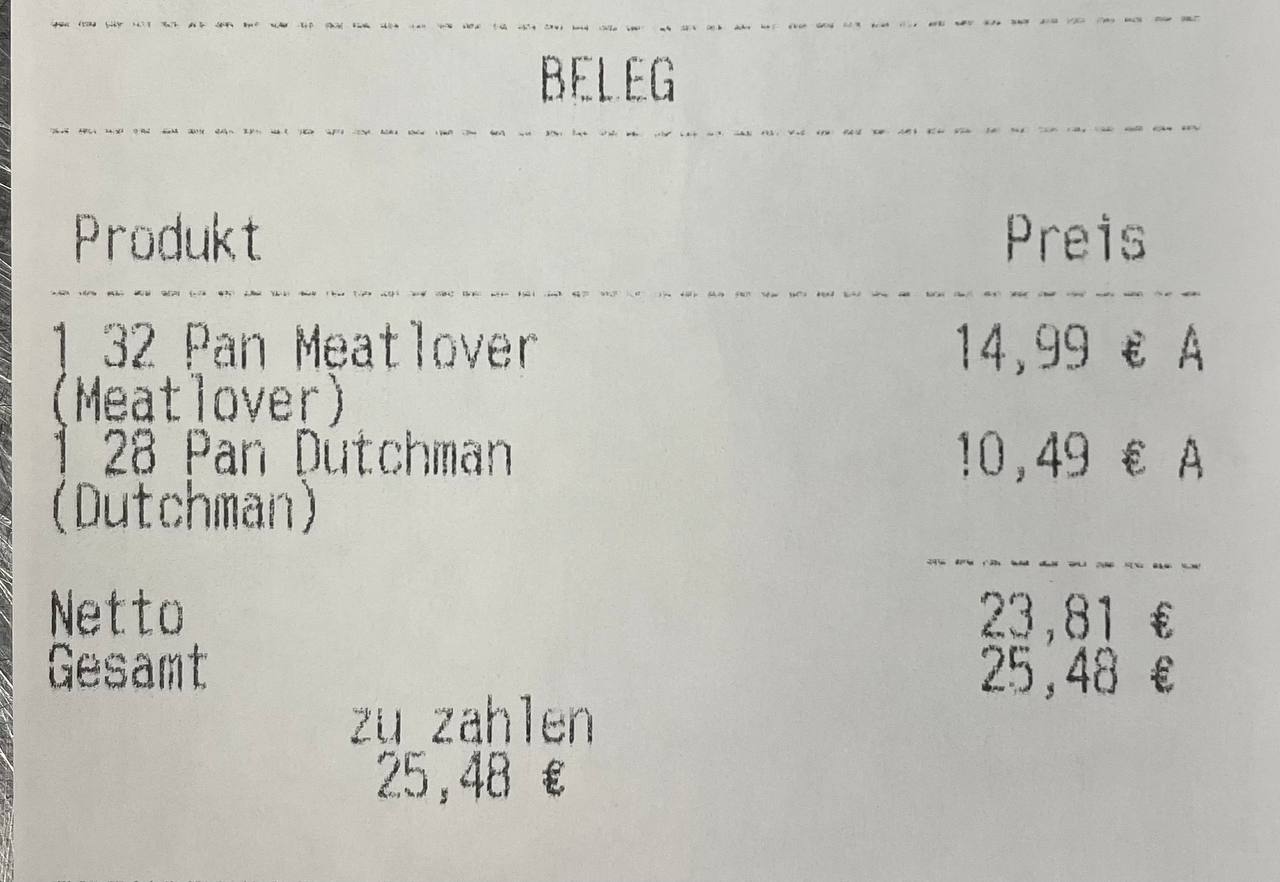 BELEG
Produkt Preis
1 32 Pan Meatlover 14,99 € A
(Meatlover)
1 28 Pan Dutchman 10,49 € A
(Dutchman)
Netto 23,81 €
Gesamt 25,48 €
zu zahlen
25,48 €